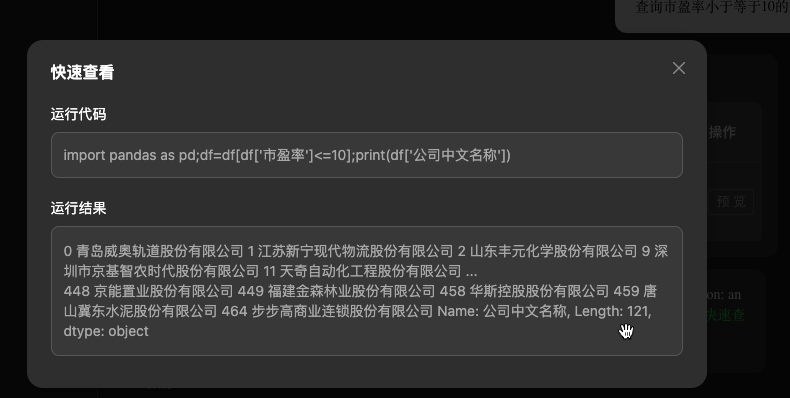 查询市盈率小于等于10的
快速查看
运行代码
操作
import pandas as pd;df=df[df['市盈率']<=10];print(df['公司中文名称'])
预 览
运行结果
0 青岛威奥轨道股份有限公司 1 江苏新宁现代物流股份有限公司 2 山东丰元化学股份有限公司 9 深
圳市京基智农时代股份有限公司 11 天奇自动化工程股份有限公司 ...
448 京能置业股份有限公司 449 福建金森林业股份有限公司 458 华斯控股股份有限公司 459 唐
on: an
山冀东水泥股份有限公司 464 步步高商业连锁股份有限公司 Name: 公司中文名称, Length: 121,
快速查
dtype: object